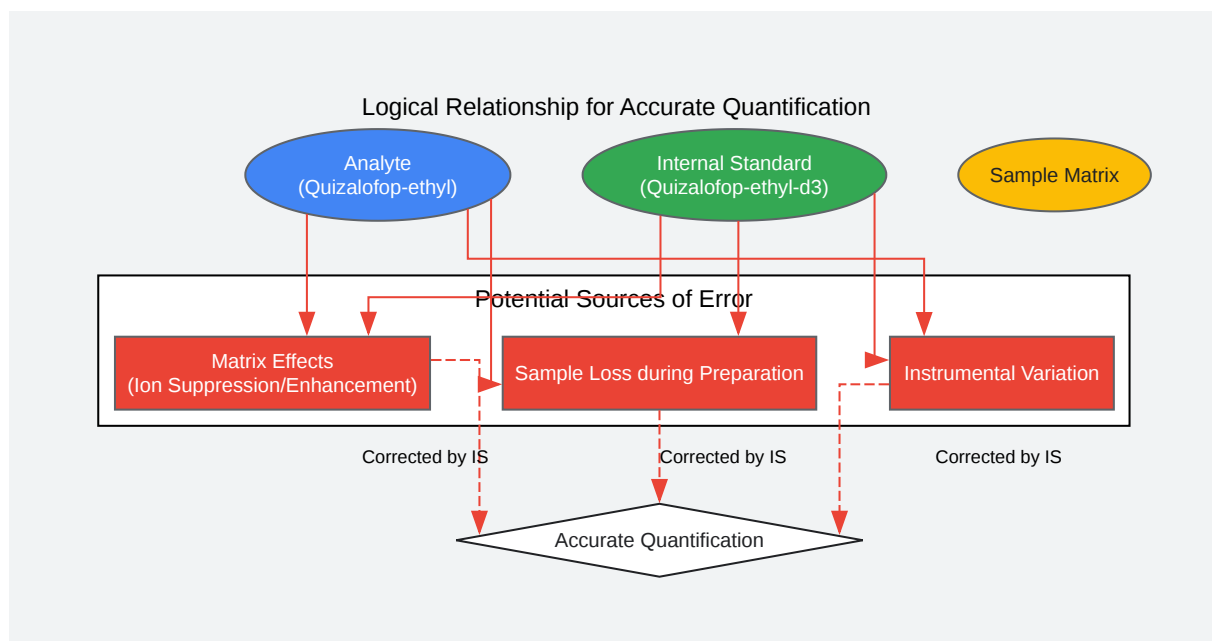 Logical Relationship for Accurate Quantification
Analyte
(Quizalofop-ethyl)
Internal Standard
(Quizalofop-ethyl-d3)
Sample Matrix
Potential Sources of Error
Matrix Effects
(Ion Suppression/Enhancement)
Sample Loss during Preparation
Instrumental Variation
Corrected by IS
Corrected by IS
Corrected by IS
Accurate Quantification